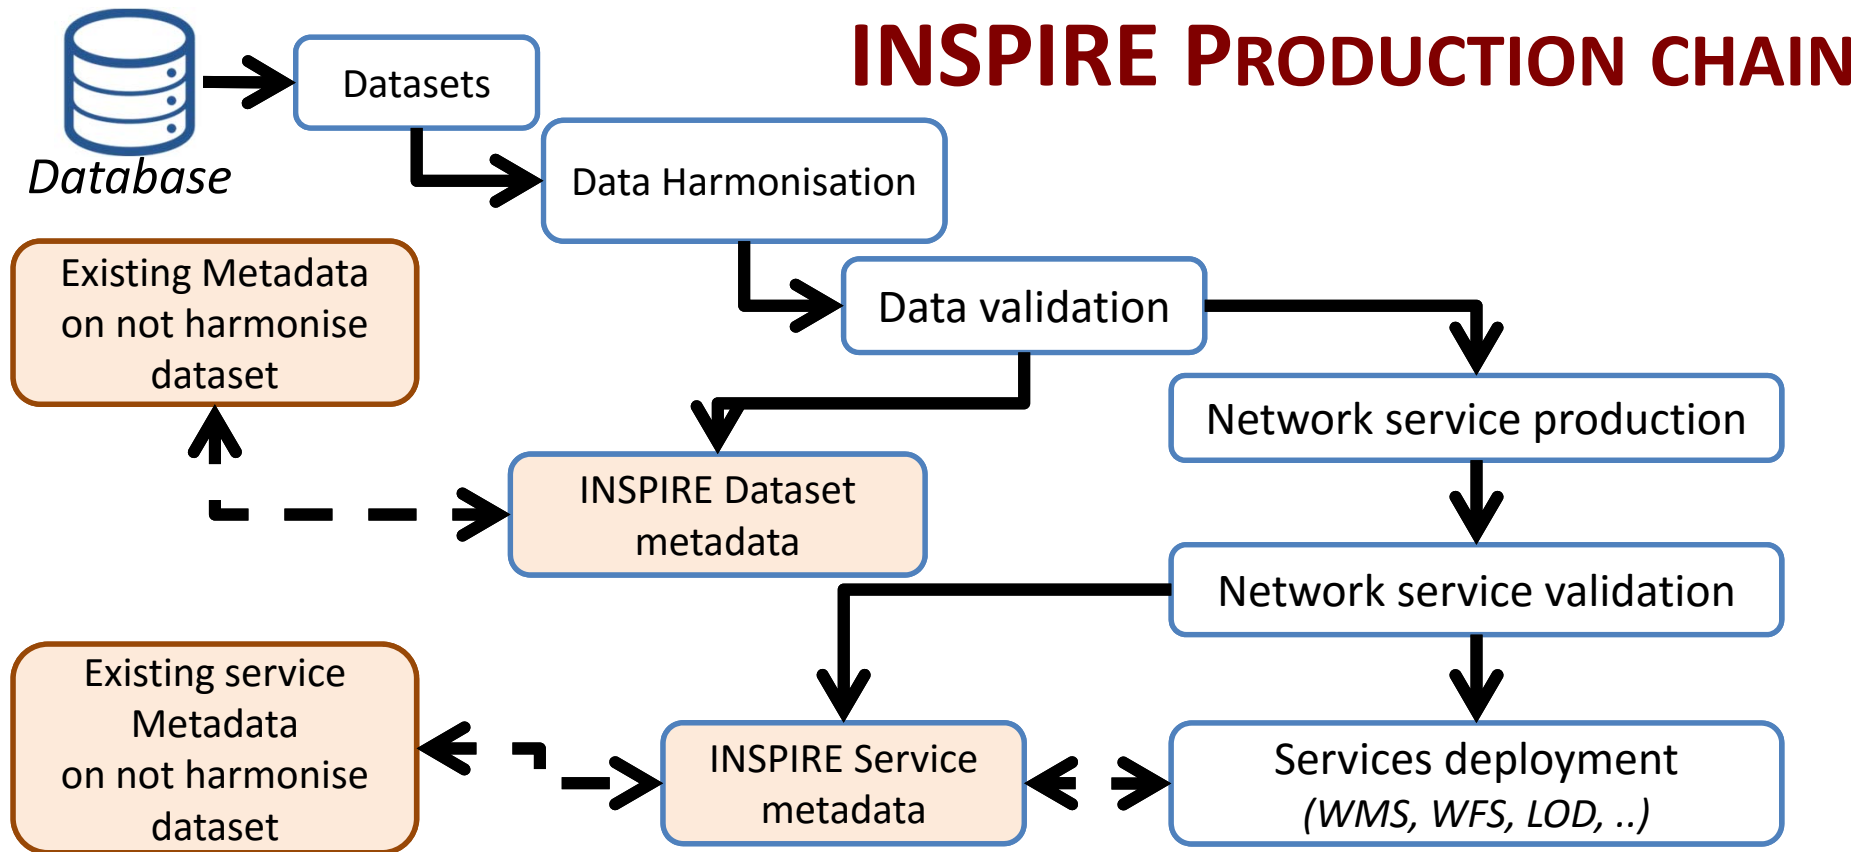 INSPIRE PRODUCTION CHAIN
Database
Datasets
Data Harmonisation
Existing Metadata
on not harmonise
dataset
Data validation
Network service production
INSPIRE Dataset
metadata
Network service validation
Existing service
Metadata
on not harmonise
dataset
INSPIRE Service
metadata
Services deployment
(WMS, WFS, LOD, ..)